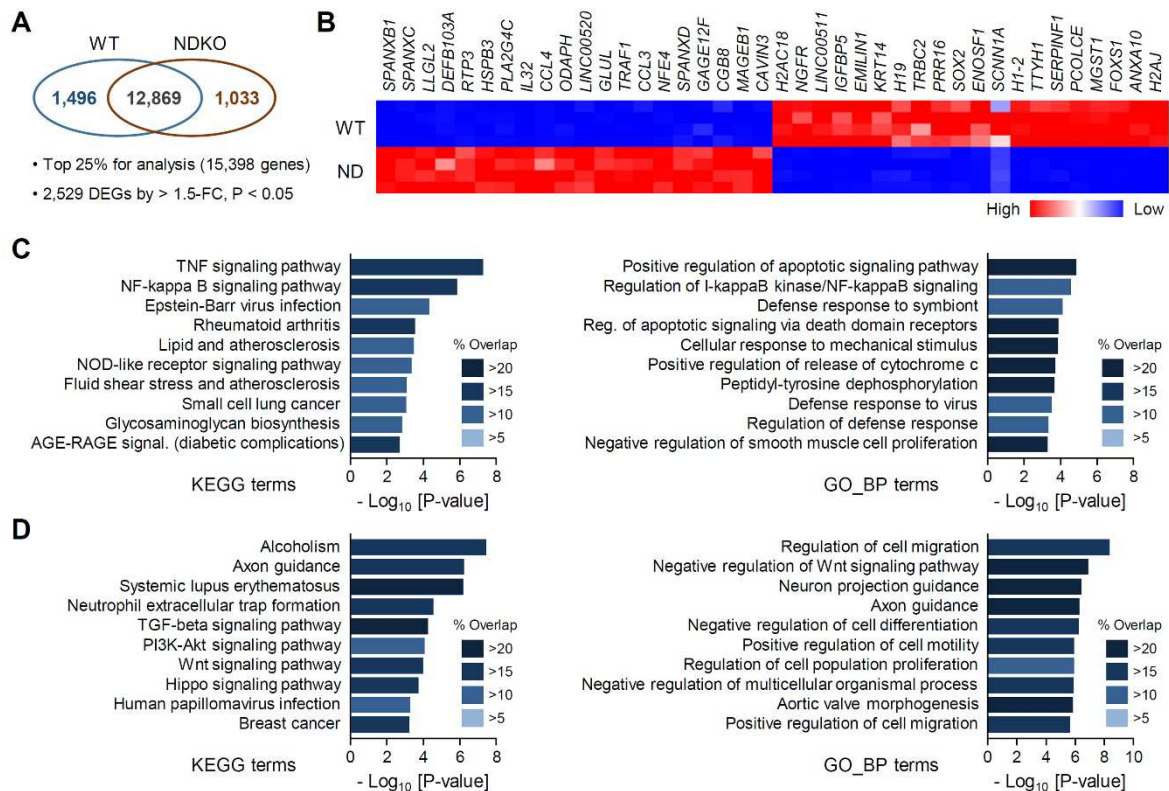 A
WT NDKO
1,496 12,869 1,033
• Top 25% for analysis (15,398 genes)
• 2,529 DEGs by > 1.5-FC, P < 0.05
B
SPANXB1
SPANXC
LLGL2
DEFB103A
RTP3
HSPB3
PLA2G4C
IL32
CCL4
ODAPH
LINC00520
GLUL
TRAF1
CCL3
NFE4
SPANXD
GAGE12F
CGB8
MAGEB1
CAVIN3
H2AC18
NGFR
LINC00511
IGFBP5
EMILIN1
KRT14
H19
TRBC2
PRR16
SOX2
ENOSF1
SCNN1A
H1-2
TTYH1
SERPINF1
PCOLCE
MGST1
FOXS1
ANXA10
H2AJ
WT
ND
High Low
C
TNF signaling pathway
NF-kappa B signaling pathway
Epstein-Barr virus infection
Rheumatoid arthritis
Lipid and atherosclerosis
NOD-like receptor signaling pathway
Fluid shear stress and atherosclerosis
Small cell lung cancer
Glycosaminoglycan biosynthesis
AGE-RAGE signal. (diabetic complications)
% Overlap
>20
>15
>10
>5
0 2 4 6 8
KEGG terms
- Log10 [P-value]
Positive regulation of apoptotic signaling pathway
Regulation of I-kappaB kinase/NF-kappaB signaling
Defense response to symbiont
Reg. of apoptotic signaling via death domain receptors
Cellular response to mechanical stimulus
Positive regulation of release of cytochrome c
Peptidyl-tyrosine dephosphorylation
Defense response to virus
Regulation of defense response
Negative regulation of smooth muscle cell proliferation
% Overlap
>20
>15
>10
>5
0 2 4 6 8
GO_BP terms
- Log10 [P-value]
D
Alcoholism
Axon guidance
Systemic lupus erythematosus
Neutrophil extracellular trap formation
TGF-beta signaling pathway
PI3K-Akt signaling pathway
Wnt signaling pathway
Hippo signaling pathway
Human papillomavirus infection
Breast cancer
% Overlap
>20
>15
>10
>5
0 2 4 6 8
KEGG terms
- Log10 [P-value]
Regulation of cell migration
Negative regulation of Wnt signaling pathway
Neuron projection guidance
Axon guidance
Negative regulation of cell differentiation
Positive regulation of cell motility
Regulation of cell population proliferation
Negative regulation of multicellular organismal process
Aortic valve morphogenesis
Positive regulation of cell migration
% Overlap
>20
>15
>10
>5
0 2 4 6 8 10
GO_BP terms
- Log10 [P-value]